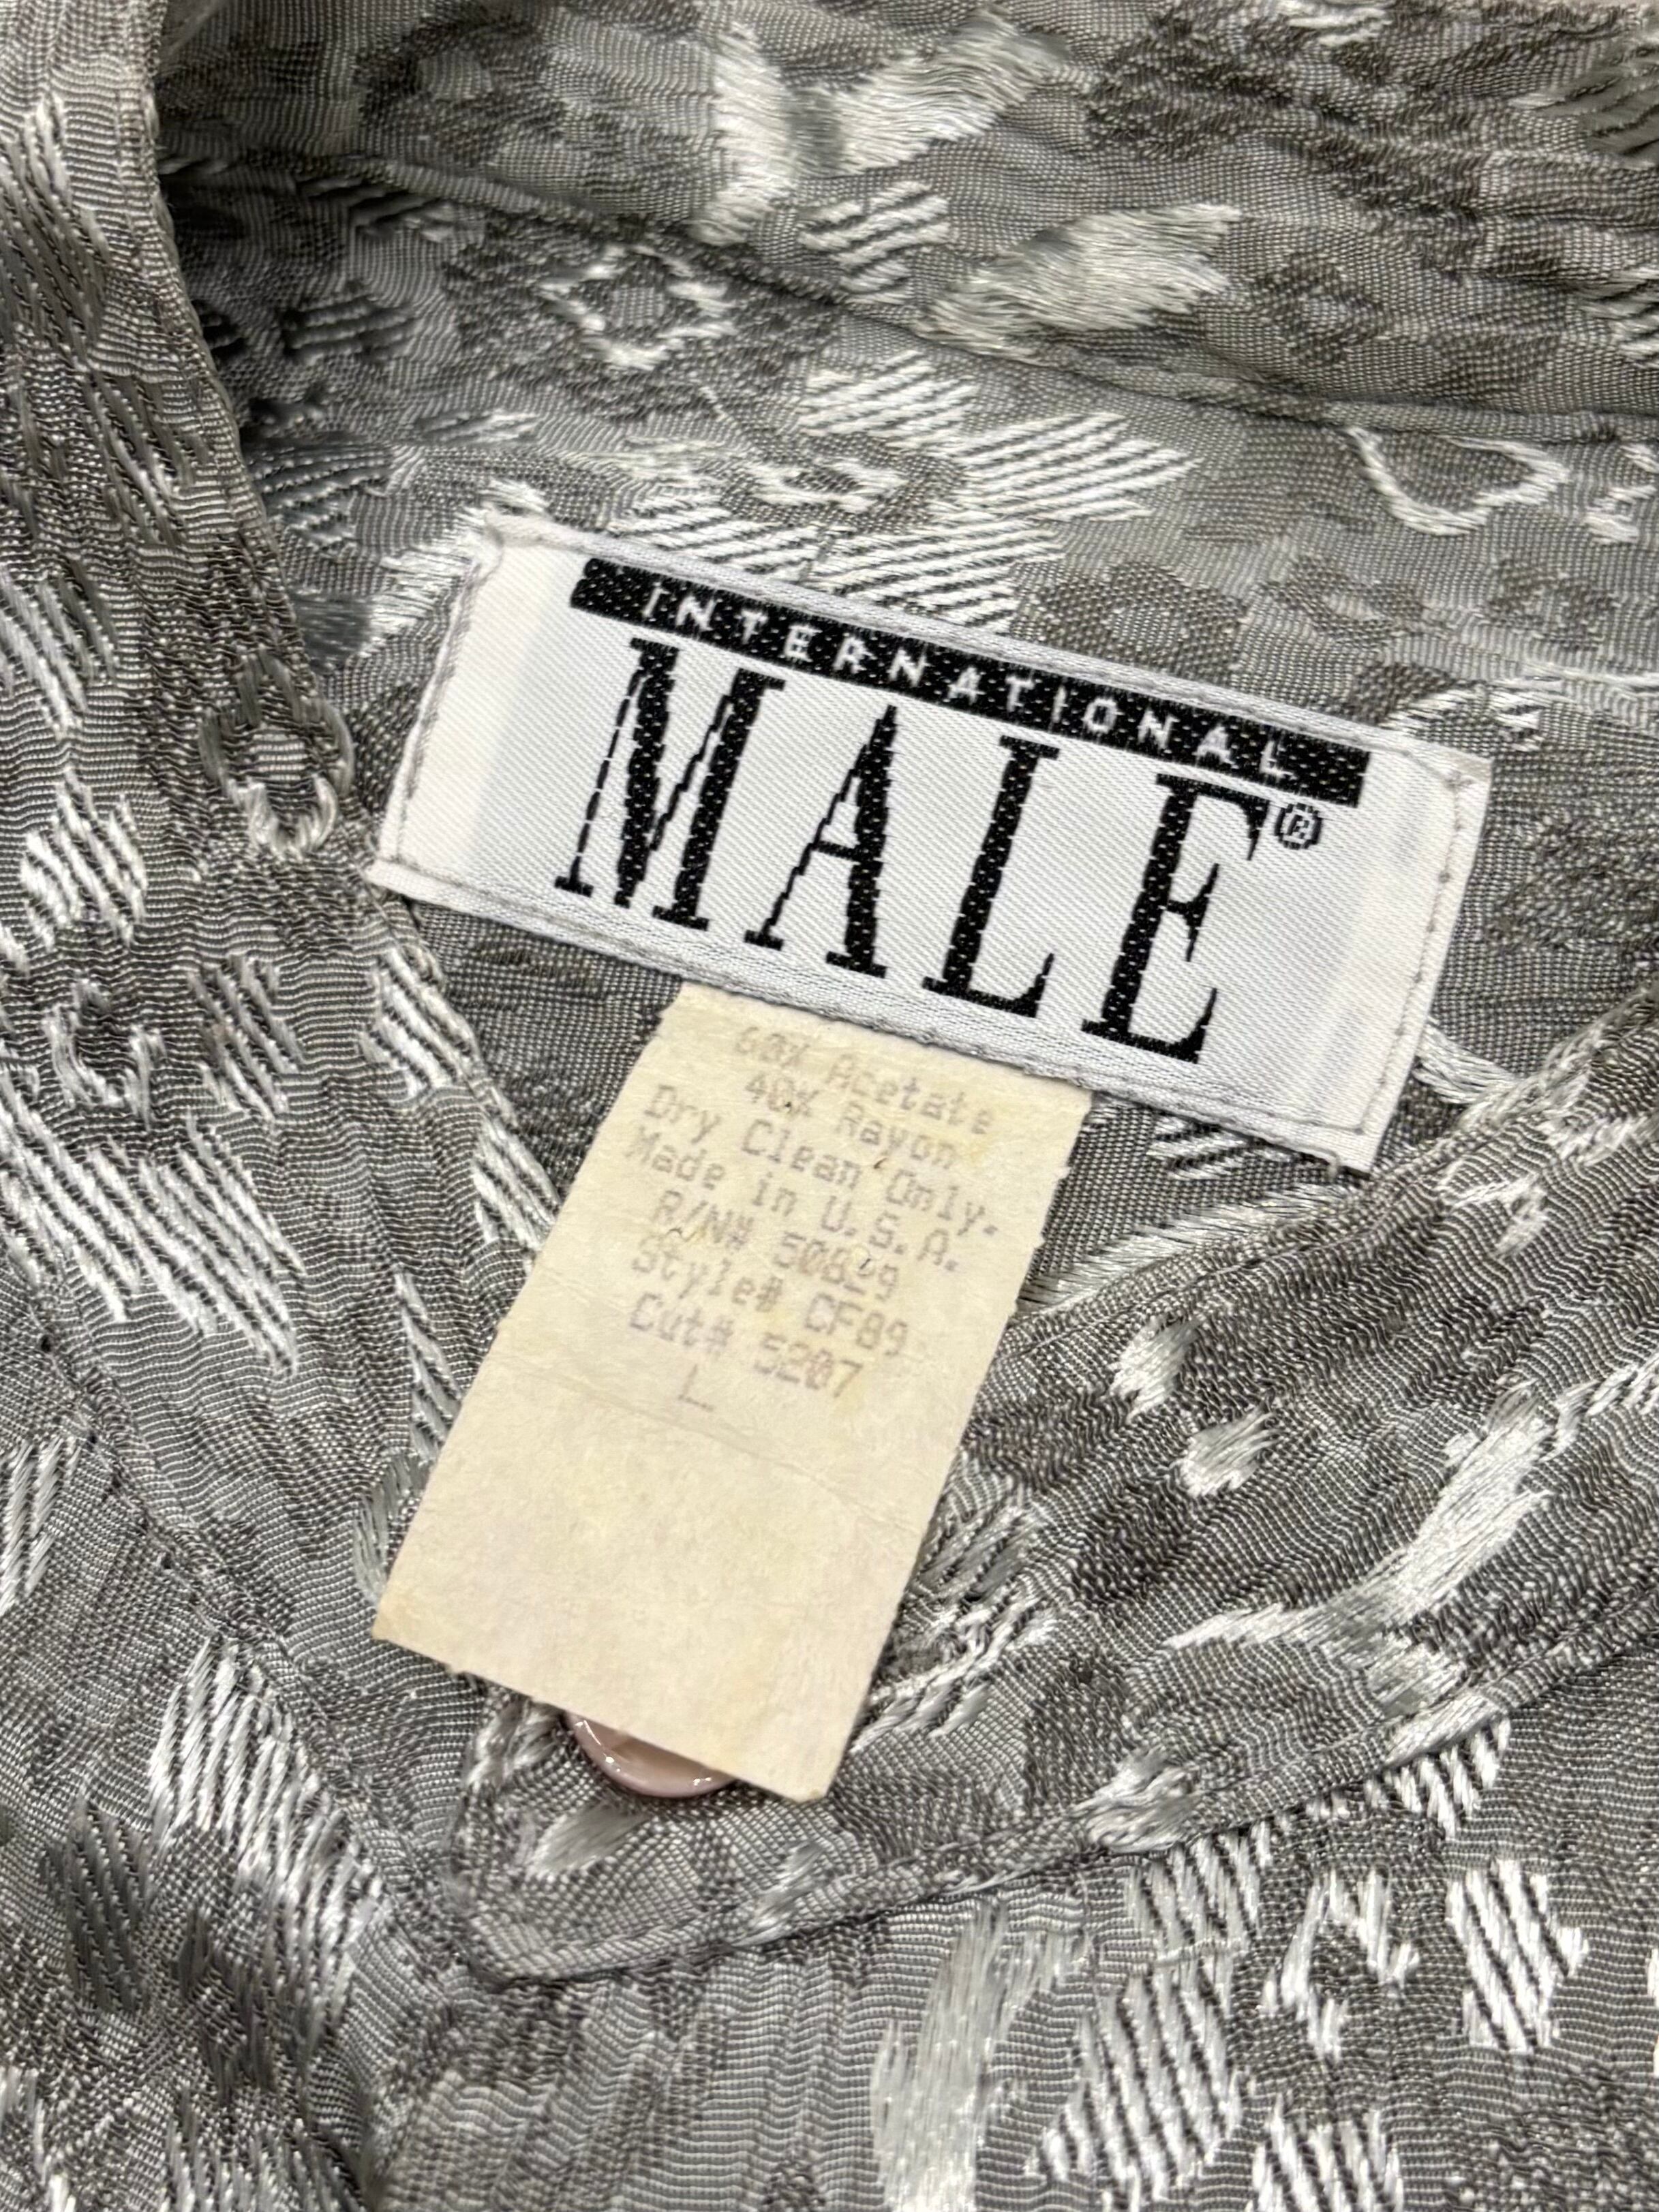 INTERNATIONAL
MALE®
60% Acetate
40% Rayon
Dry Clean Only.
Made in U.S.A.
R/N# 50829
Style# CF89
Cut# 5207
L